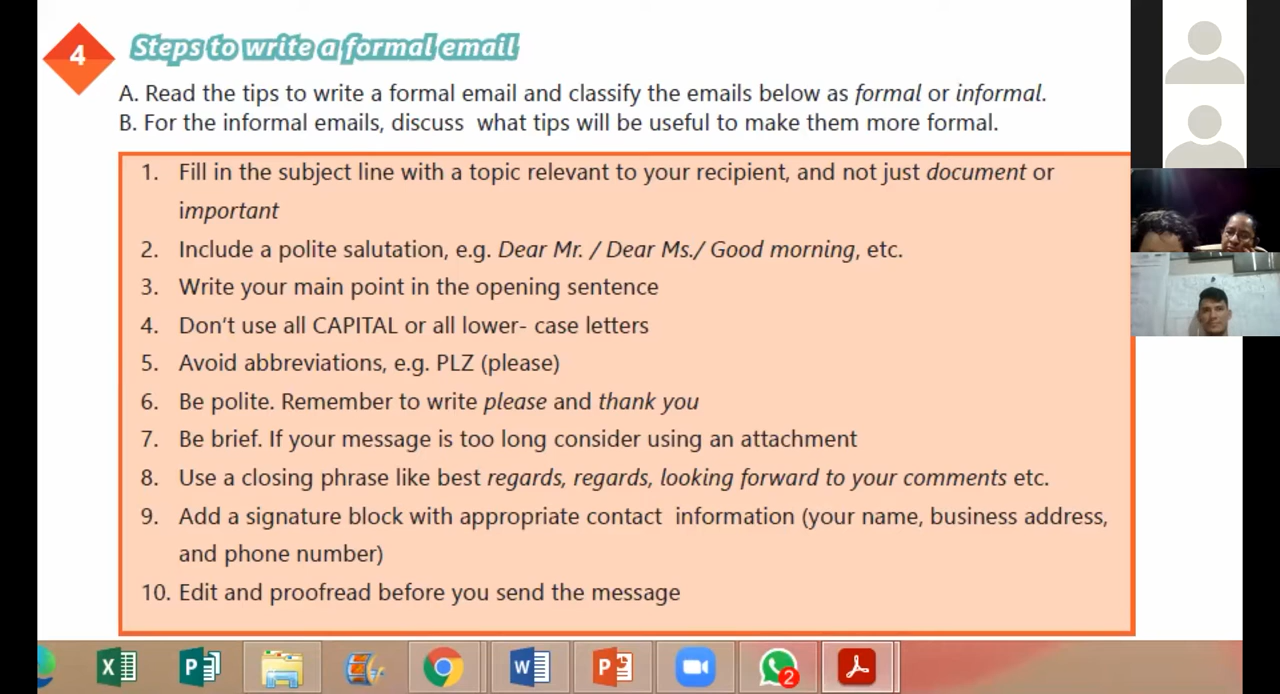 4
Steps to write a formal email
A. Read the tips to write a formal email and classify the emails below as formal or informal.
B. For the informal emails, discuss what tips will be useful to make them more formal.
1. Fill in the subject line with a topic relevant to your recipient, and not just document or
important
2. Include a polite salutation, e.g. Dear Mr. / Dear Ms./ Good morning, etc.
3. Write your main point in the opening sentence
4. Don't use all CAPITAL or all lower- case letters
5. Avoid abbreviations, e.g. PLZ (please)
6. Be polite. Remember to write please and thank you
7. Be brief. If your message is too long consider using an attachment
8. Use a closing phrase like best regards, regards, looking forward to your comments etc.
9. Add a signature block with appropriate contact information (your name, business address,
and phone number)
10. Edit and proofread before you send the message
X P W P 2